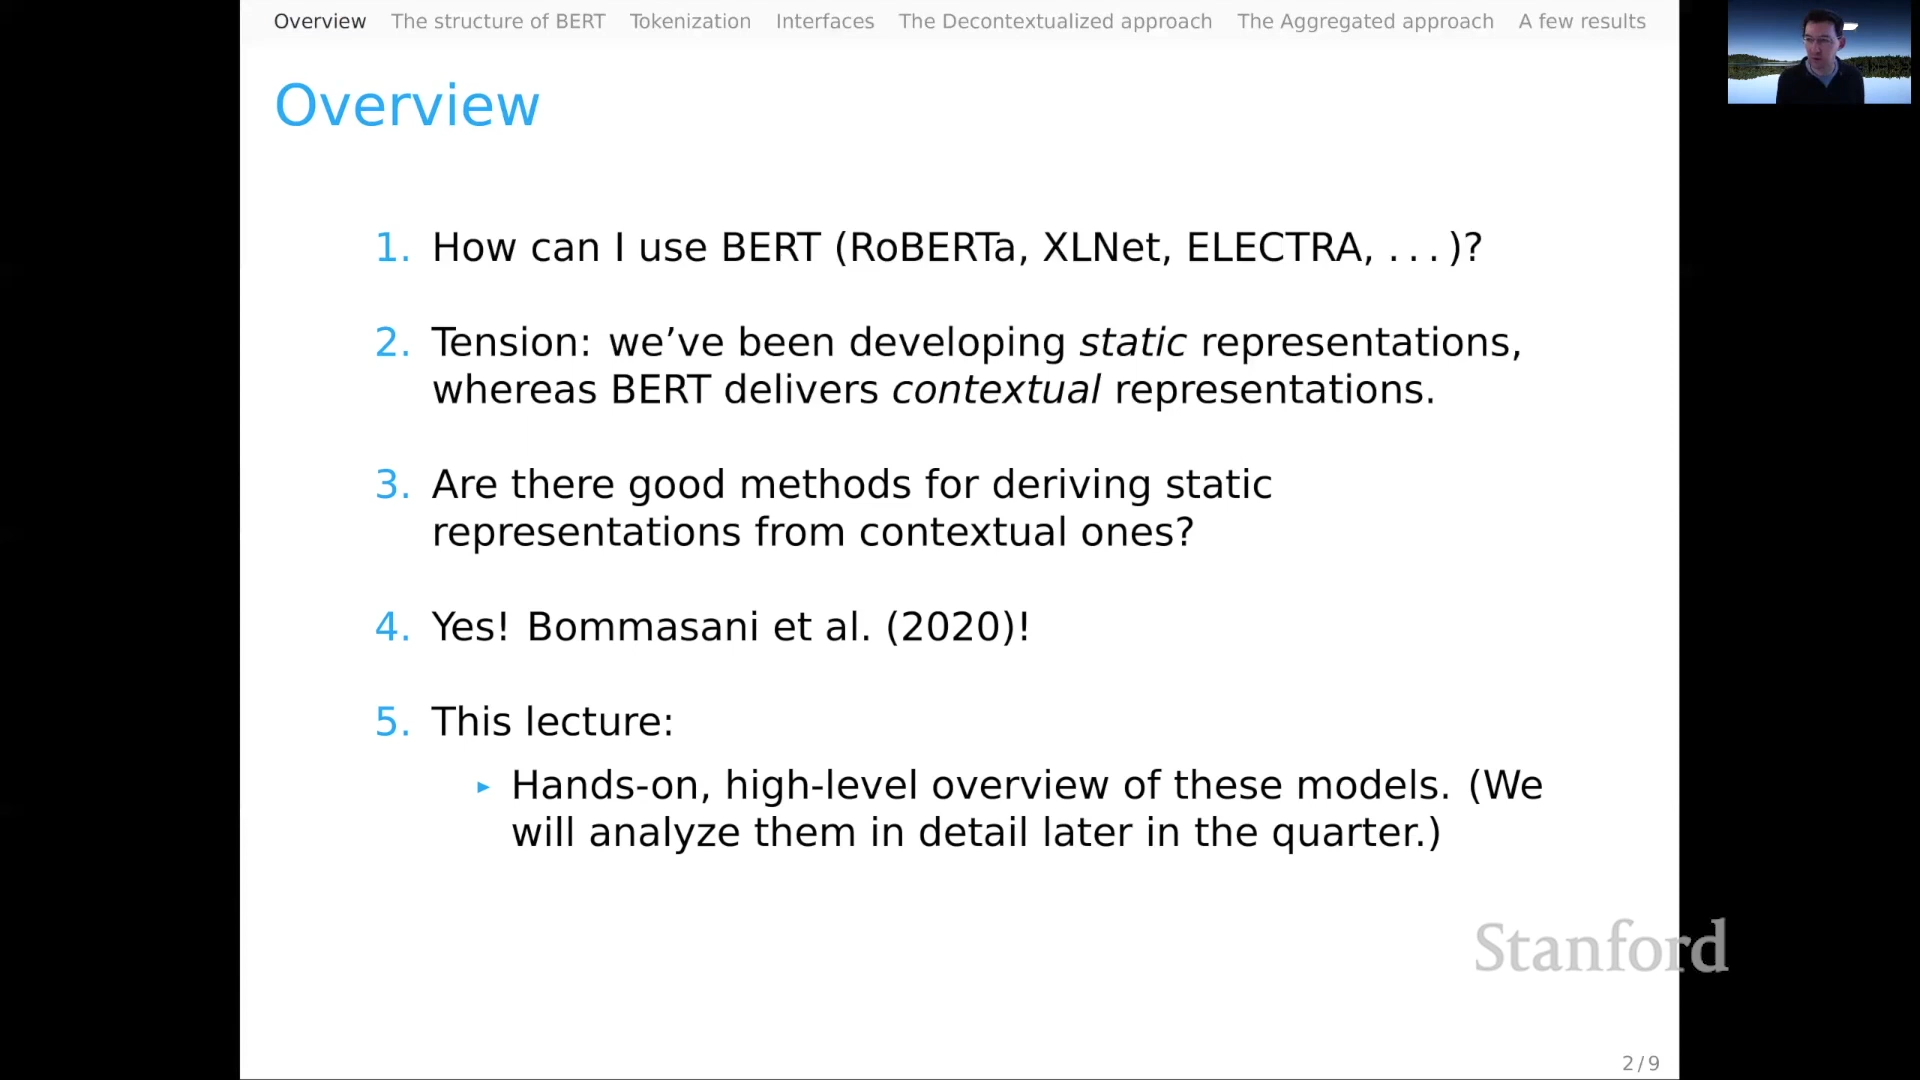 Overview The structure of BERT Tokenization Interfaces The Decontextualized approach The Aggregated approach A few results
Overview
1. How can I use BERT (RoBERTa, XLNet, ELECTRA, . . . )?
2. Tension: we’ve been developing static representations,
whereas BERT delivers contextual representations.
3. Are there good methods for deriving static
representations from contextual ones?
4. Yes! Bommasani et al. (2020)!
5. This lecture:
▸ Hands-on, high-level overview of these models. (We
will analyze them in detail later in the quarter.)
Stanford
2 / 9